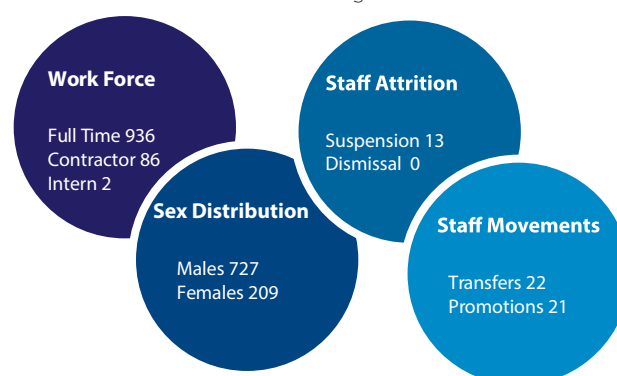 Work Force
Full Time 936
Contractor 86
Intern 2
Sex Distribution
Males 727
Females 209
Staff Attrition
Suspension 13
Dismissal 0
Staff Movements
Transfers 22
Promotions 21